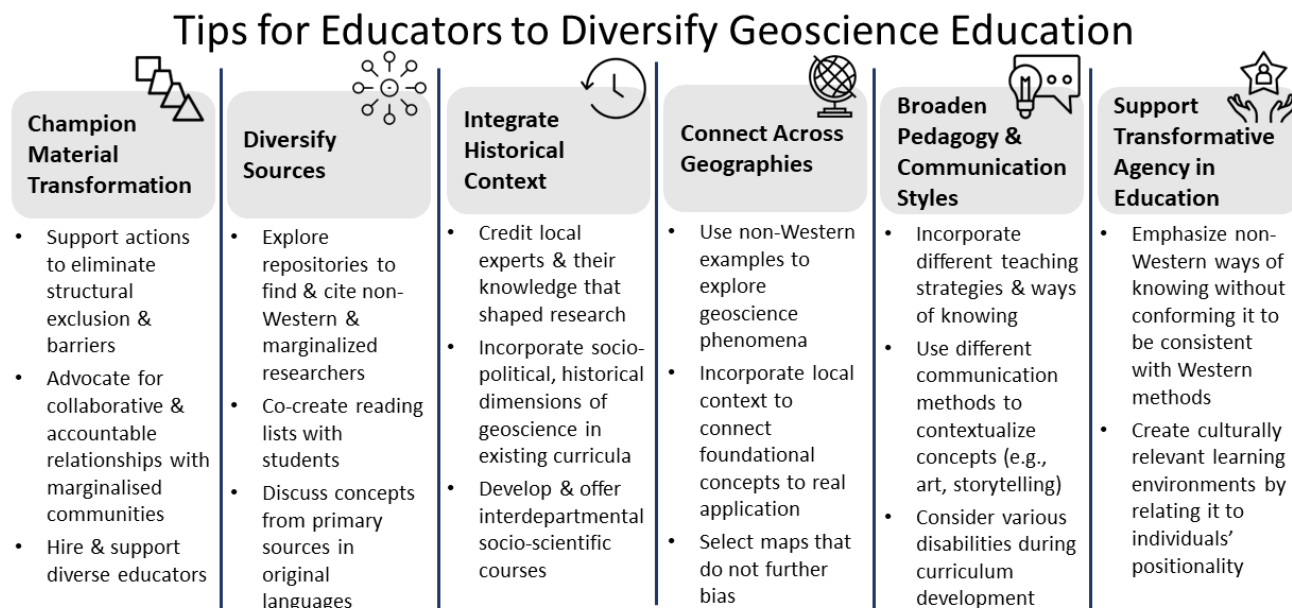 Tips for Educators to Diversify Geoscience Education
Champion
Material
Transformation
• Support actions
to eliminate
structural
exclusion &
barriers
• Advocate for
collaborative &
accountable
relationships with
marginalised
communities
• Hire & support
diverse educators
Diversify
Sources
• Explore
repositories to
find & cite non-
Western &
marginalized
researchers
• Co-create reading
lists with
students
• Discuss concepts
from primary
sources in
original
languages
Integrate
Historical
Context
• Credit local
experts & their
knowledge that
shaped research
• Incorporate socio-
political, historical
dimensions of
geoscience in
existing curricula
• Develop & offer
interdepartmental
socio-scientific
courses
Connect Across
Geographies
• Use non-Western
examples to
explore
geoscience
phenomena
• Incorporate local
context to
connect
foundational
concepts to real
application
• Select maps that
do not further
bias
Broaden
Pedagogy &
Communication
Styles
• Incorporate
different teaching
strategies & ways
of knowing
• Use different
communication
methods to
contextualize
concepts (e.g.,
art, storytelling)
• Consider various
disabilities during
curriculum
development
Support
Transformative
Agency in
Education
• Emphasize non-
Western ways of
knowing without
conforming it to
be consistent
with Western
methods
• Create culturally
relevant learning
environments by
relating it to
individuals'
positionality